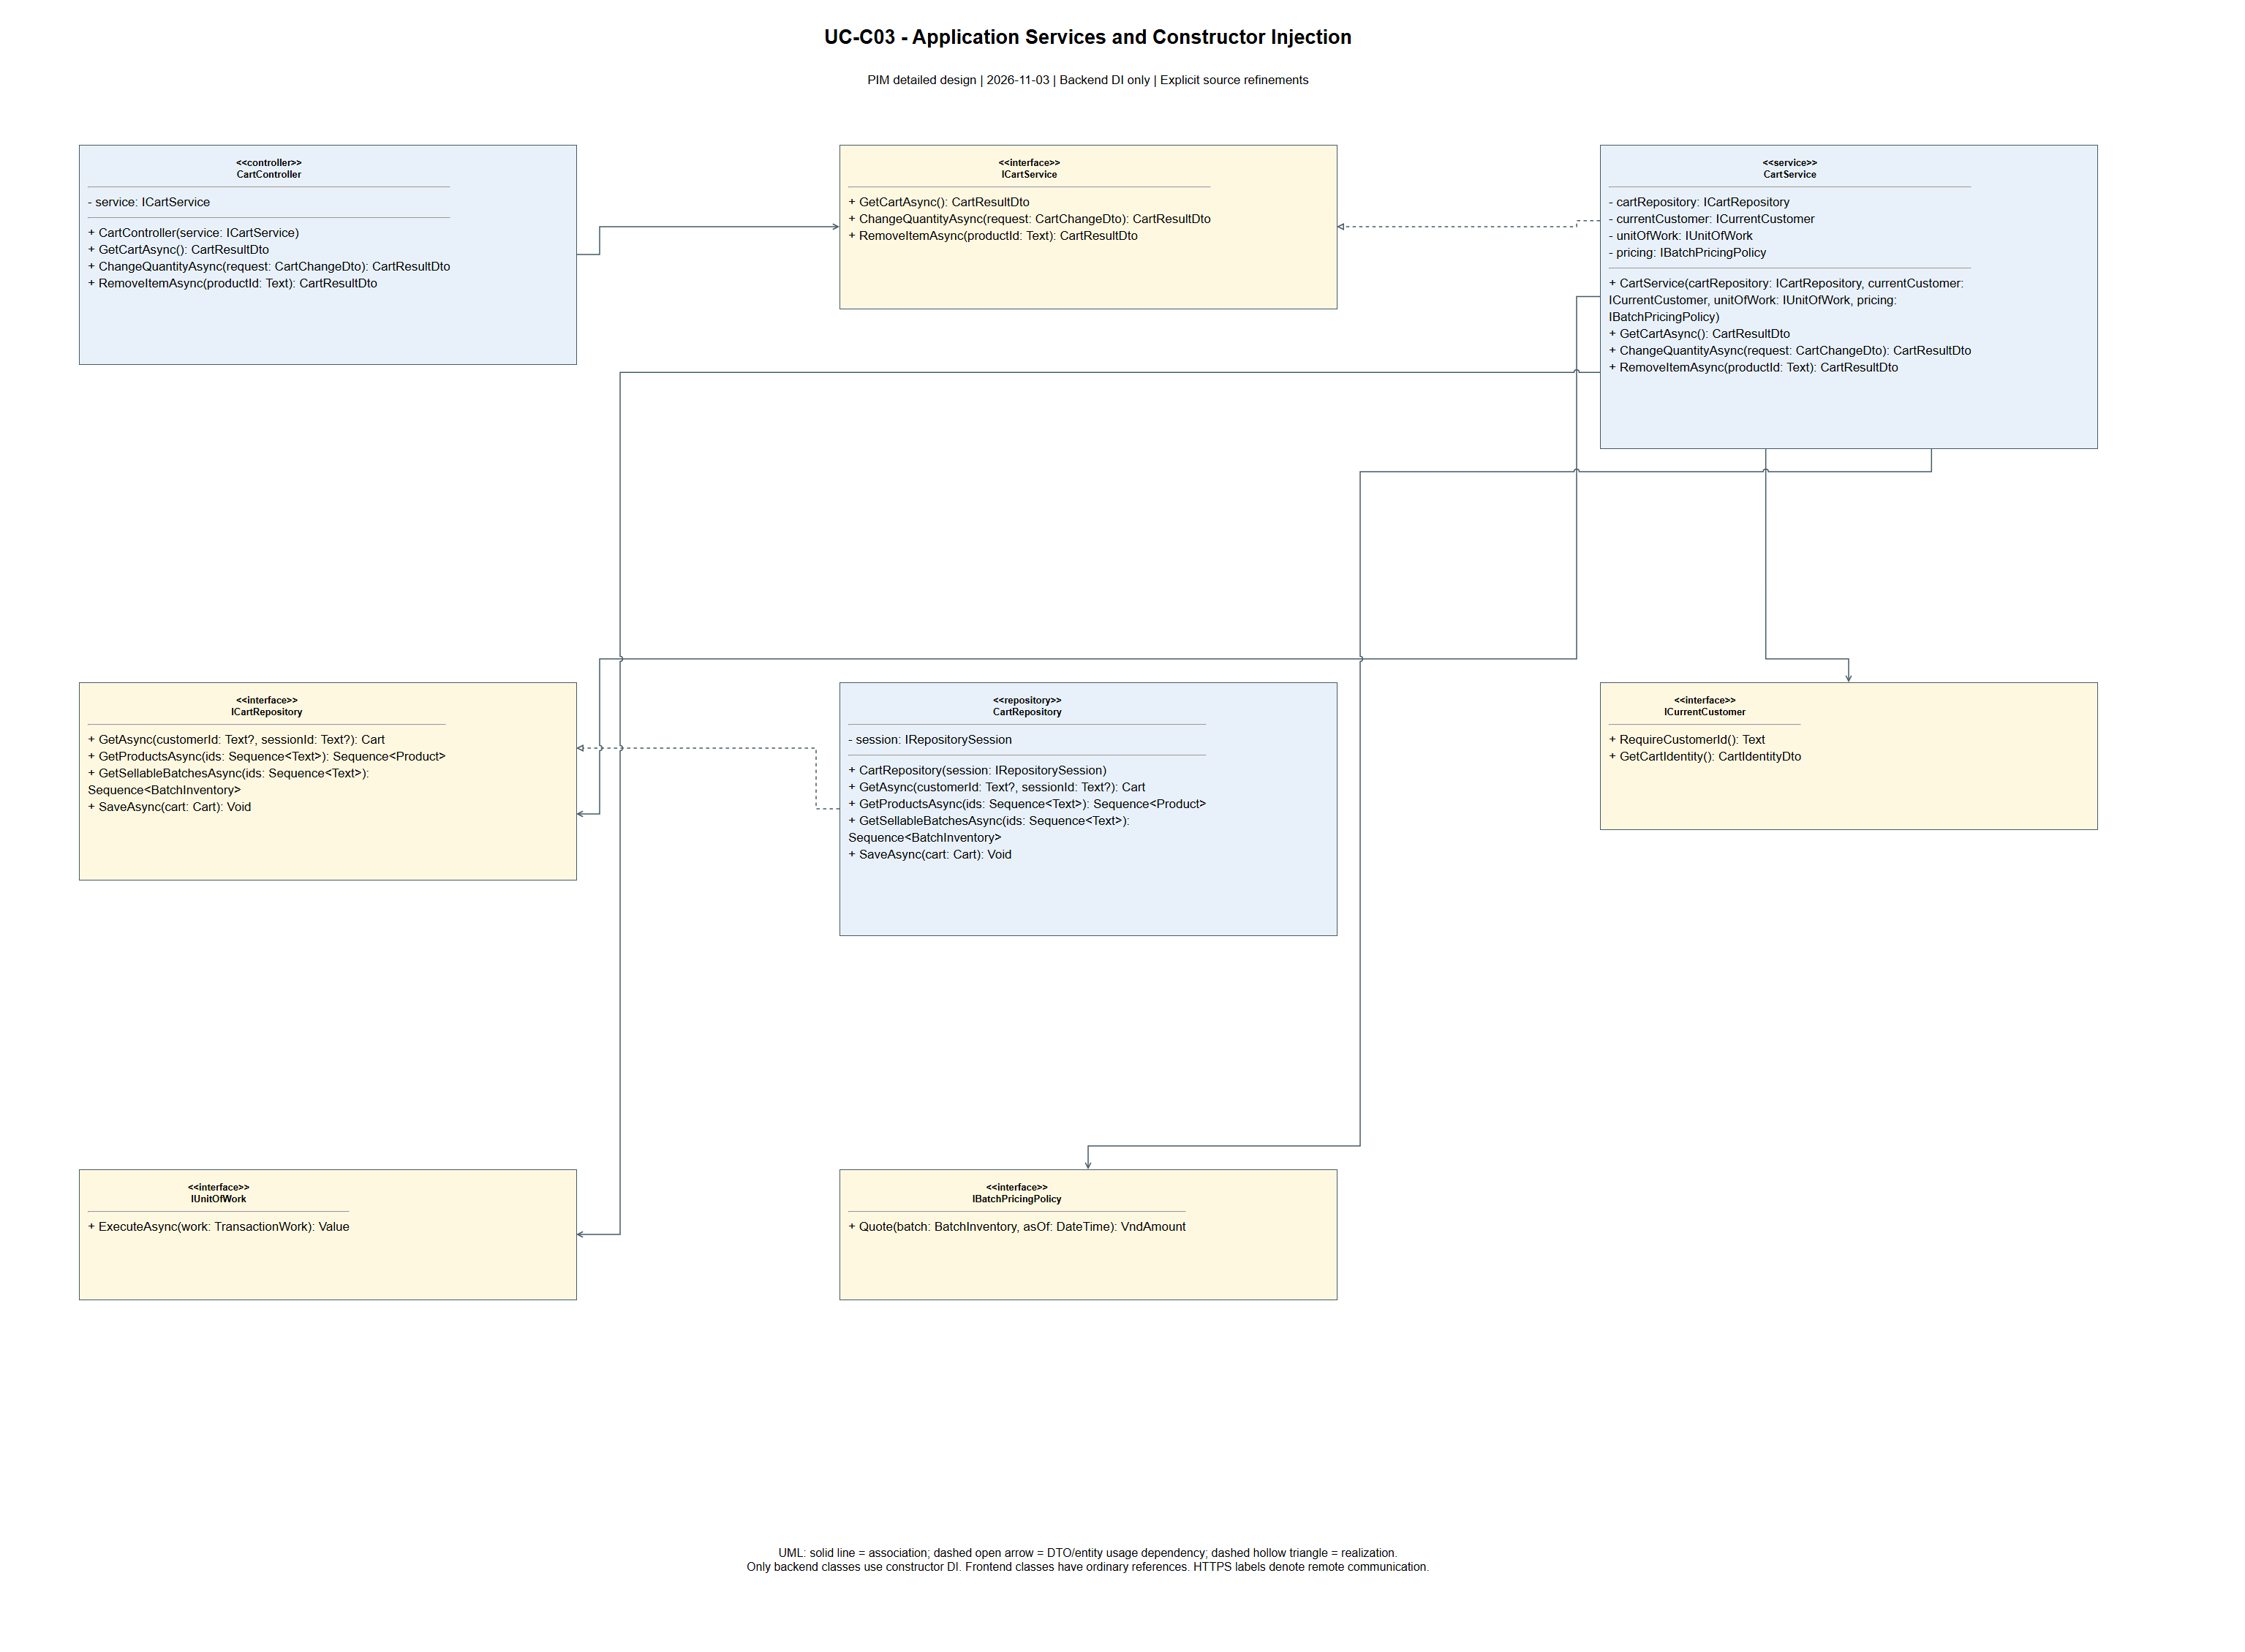 UC-C03 - Application Services and Constructor Injection
PIM detailed design | 2026-11-03 | Backend DI only | Explicit source refinements
<<controller>>
CartController
- service: ICartService
+ CartController(service: ICartService)
+ GetCartAsync(): CartResultDto
+ ChangeQuantityAsync(request: CartChangeDto): CartResultDto
+ RemoveItemAsync(productId: Text): CartResultDto
<<interface>>
ICartService
+ GetCartAsync(): CartResultDto
+ ChangeQuantityAsync(request: CartChangeDto): CartResultDto
+ RemoveItemAsync(productId: Text): CartResultDto
<<service>>
CartService
- cartRepository: ICartRepository
- currentCustomer: ICurrentCustomer
- unitOfWork: IUnitOfWork
- pricing: IBatchPricingPolicy
+ CartService(cartRepository: ICartRepository, currentCustomer:
ICurrentCustomer, unitOfWork: IUnitOfWork, pricing:
IBatchPricingPolicy)
+ GetCartAsync(): CartResultDto
+ ChangeQuantityAsync(request: CartChangeDto): CartResultDto
+ RemoveItemAsync(productId: Text): CartResultDto
<<interface>>
ICartRepository
+ GetAsync(customerId: Text?, sessionId: Text?): Cart
+ GetProductsAsync(ids: Sequence<Text>): Sequence<Product>
+ GetSellableBatchesAsync(ids: Sequence<Text>):
Sequence<BatchInventory>
+ SaveAsync(cart: Cart): Void
<<repository>>
CartRepository
- session: IRepositorySession
+ CartRepository(session: IRepositorySession)
+ GetAsync(customerId: Text?, sessionId: Text?): Cart
+ GetProductsAsync(ids: Sequence<Text>): Sequence<Product>
+ GetSellableBatchesAsync(ids: Sequence<Text>):
Sequence<BatchInventory>
+ SaveAsync(cart: Cart): Void
<<interface>>
ICurrentCustomer
+ RequireCustomerId(): Text
+ GetCartIdentity(): CartIdentityDto
<<interface>>
IUnitOfWork
+ ExecuteAsync(work: TransactionWork): Value
<<interface>>
IBatchPricingPolicy
+ Quote(batch: BatchInventory, asOf: DateTime): VndAmount
UML: solid line = association; dashed open arrow = DTO/entity usage dependency; dashed hollow triangle = realization.
Only backend classes use constructor DI. Frontend classes have ordinary references. HTTPS labels denote remote communication.